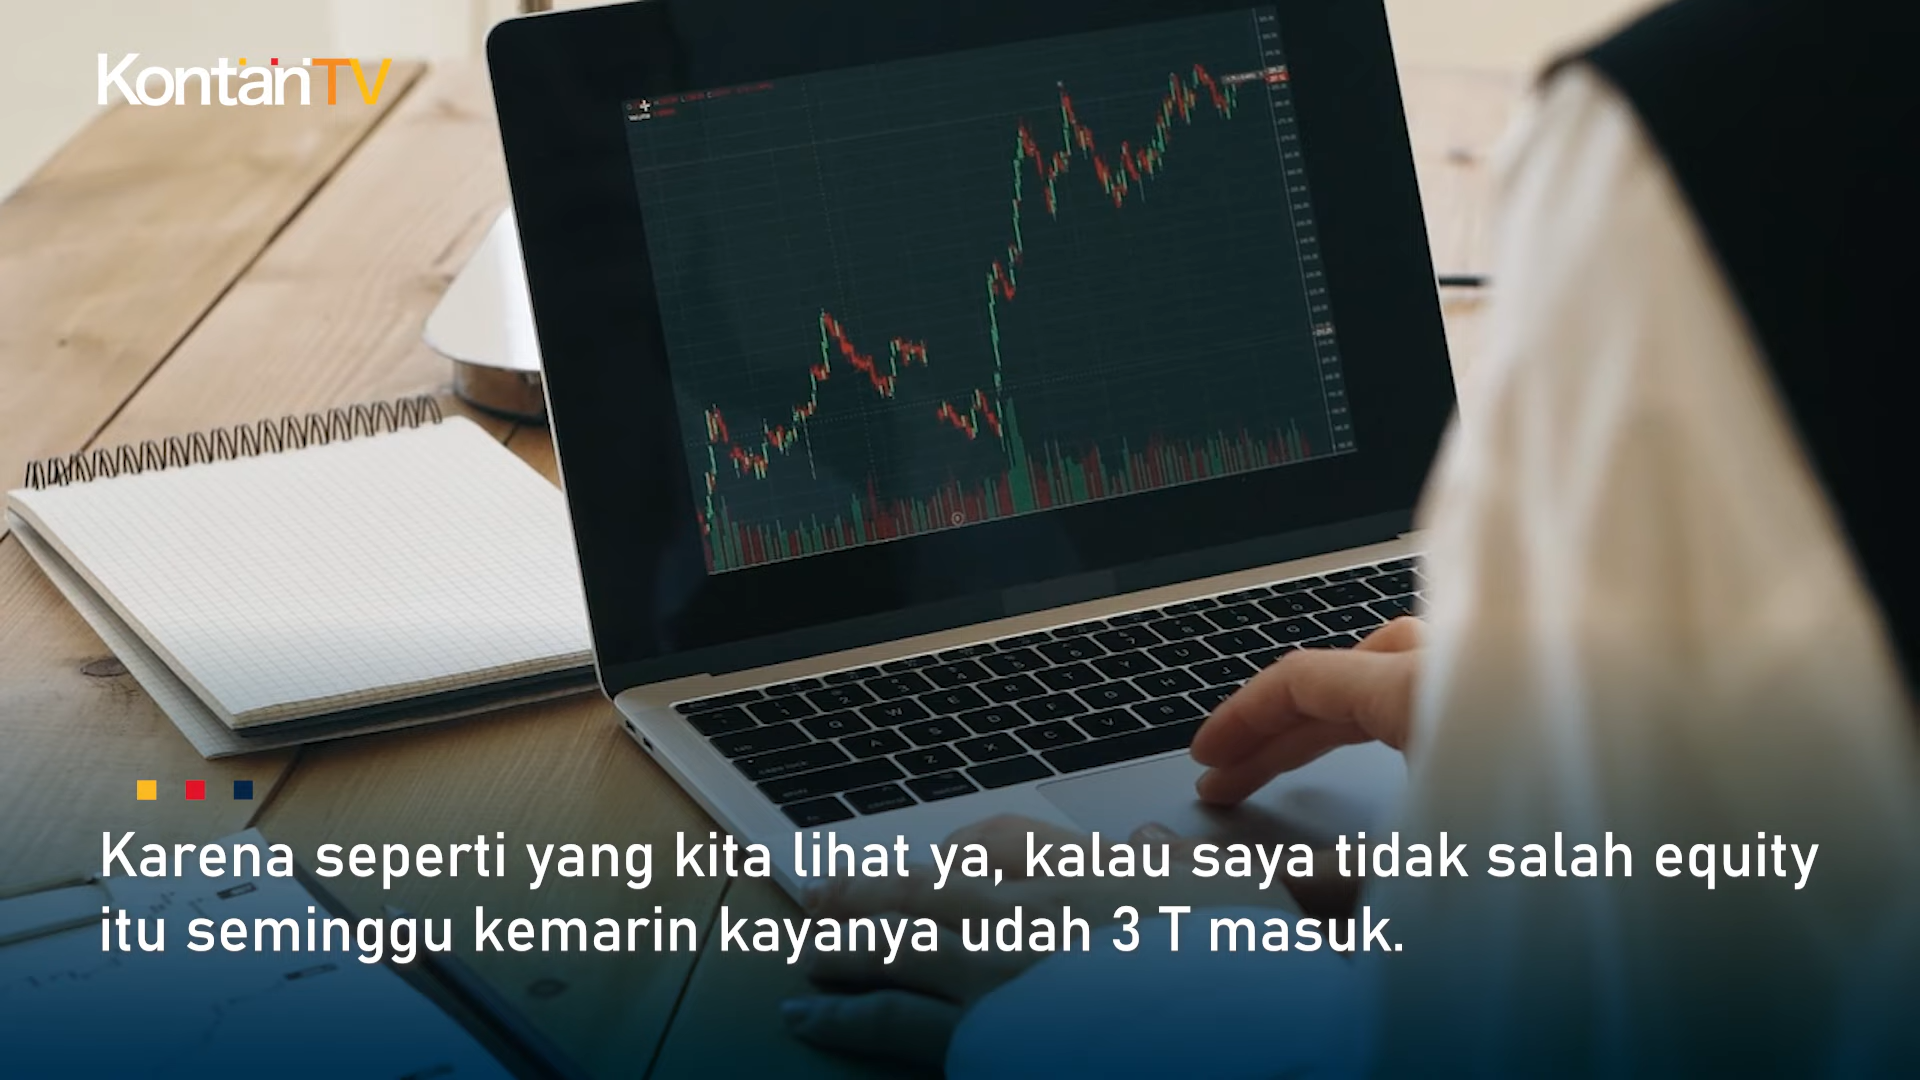 KontanTV
Karena seperti yang kita lihat ya, kalau saya tidak salah equity
itu seminggu kemarin kayanya udah 3 T masuk.